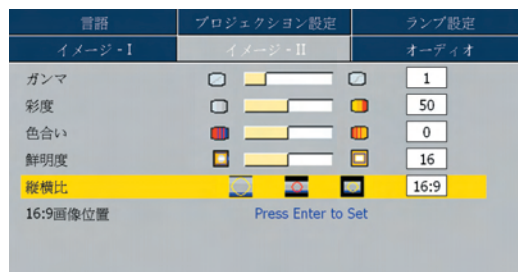 言語 プロジェクション設定 ランプ設定
イメージ - I イメージ - II オーディオ
ガンマ 1
彩度 50
色合い 0
鮮明度 16
縦横比 16:9
16:9画像位置 Press Enter to Set